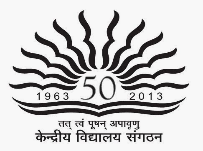 50
1963 2013
तत् त्वं पूषन् अपावृणु
केन्द्रीय विद्यालय संगठन